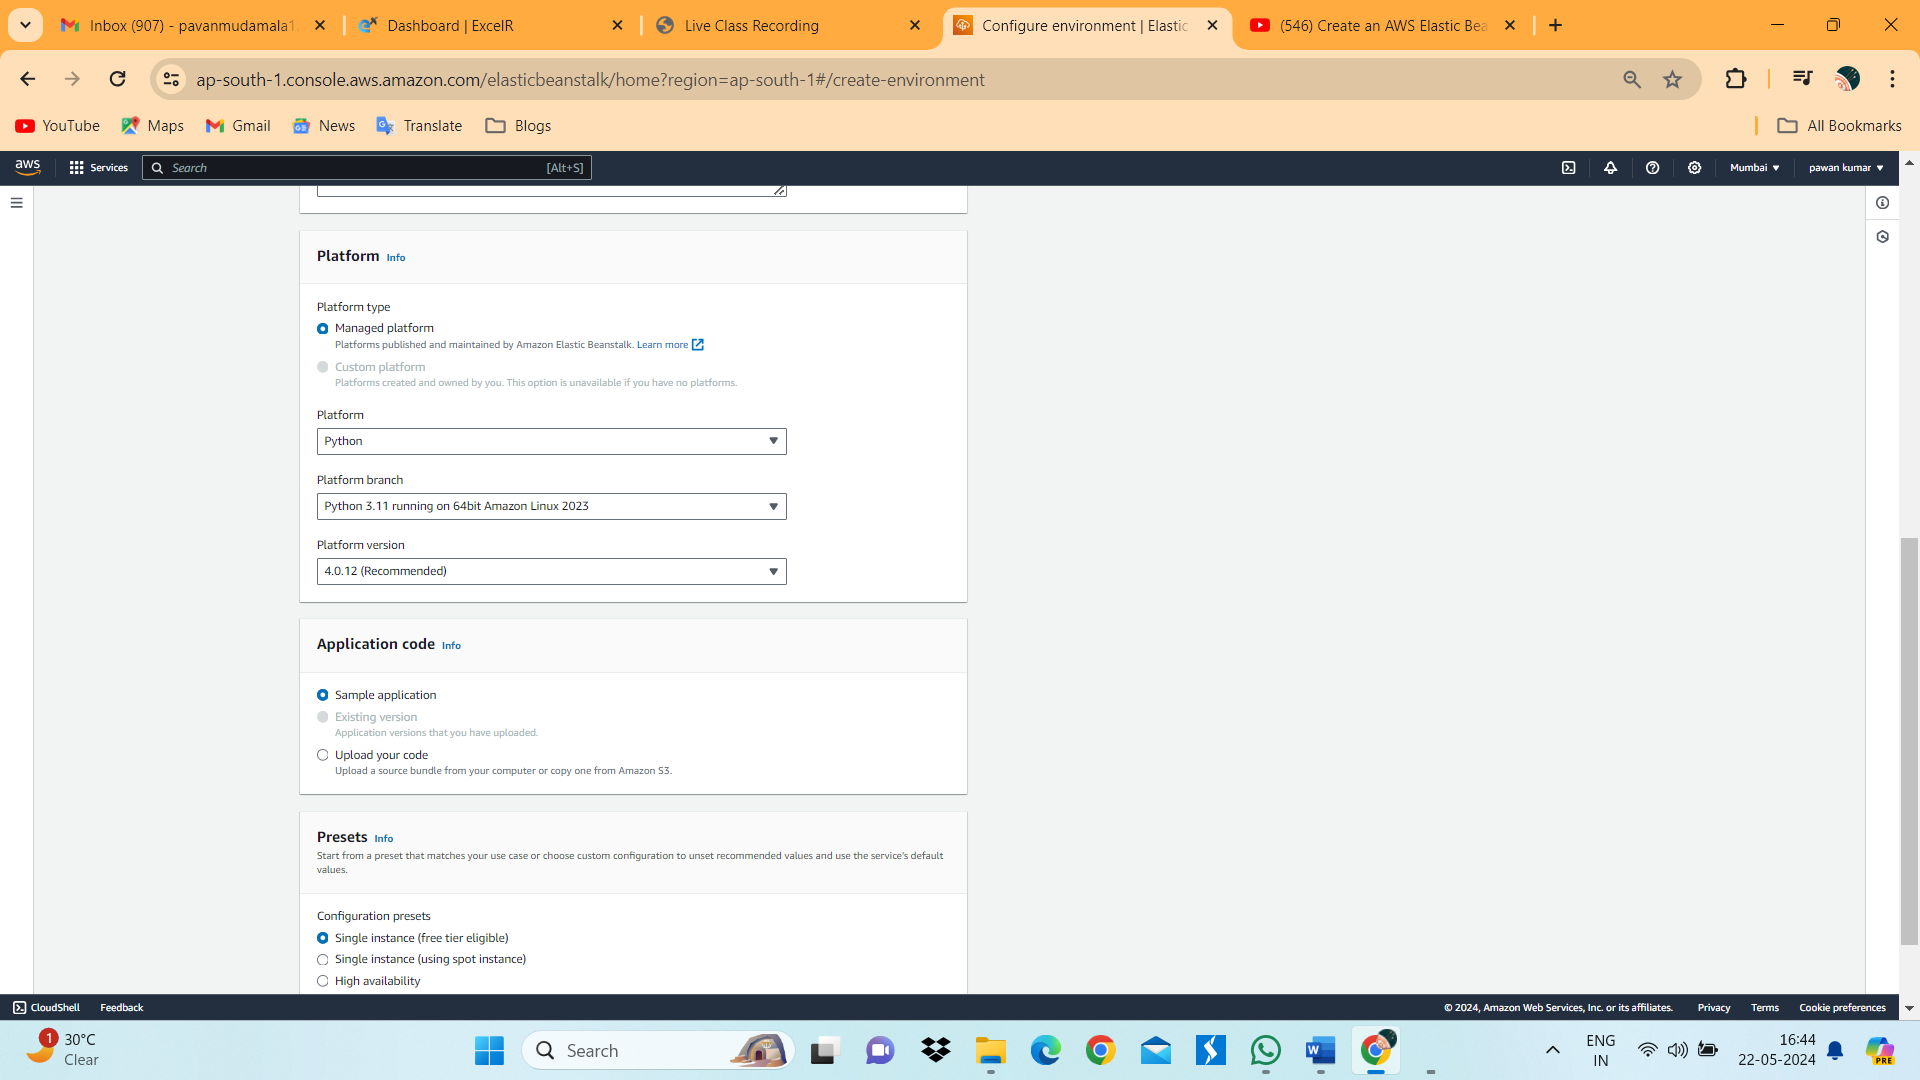 Inbox (907) - pavanmudamala1
Dashboard | ExcelR
Live Class Recording
Configure environment | Elastic
(546) Create an AWS Elastic Bea
ap-south-1.console.aws.amazon.com/elasticbeanstalk/home?region=ap-south-1#/create-environment
YouTube
Maps
Gmail
News
Translate
Blogs
All Bookmarks
aws
Services
Search
[Alt+S]
Mumbai
pawan kumar
Platform Info
Platform type
Managed platform
Platforms published and maintained by Amazon Elastic Beanstalk. Learn more
Custom platform
Platforms created and owned by you. This option is unavailable if you have no platforms.
Platform
Python
Platform branch
Python 3.11 running on 64bit Amazon Linux 2023
Platform version
4.0.12 (Recommended)
Application code Info
Sample application
Existing version
Application versions that you have uploaded.
Upload your code
Upload a source bundle from your computer or copy one from Amazon S3.
Presets Info
Start from a preset that matches your use case or choose custom configuration to unset recommended values and use the service's default
values.
Configuration presets
Single instance (free tier eligible)
Single instance (using spot instance)
High availability
CloudShell
Feedback
© 2024, Amazon Web Services, Inc. or its affiliates.
Privacy
Terms
Cookie preferences
1
30°C
Clear
Search
ENG
IN
16:44
22-05-2024
PRE